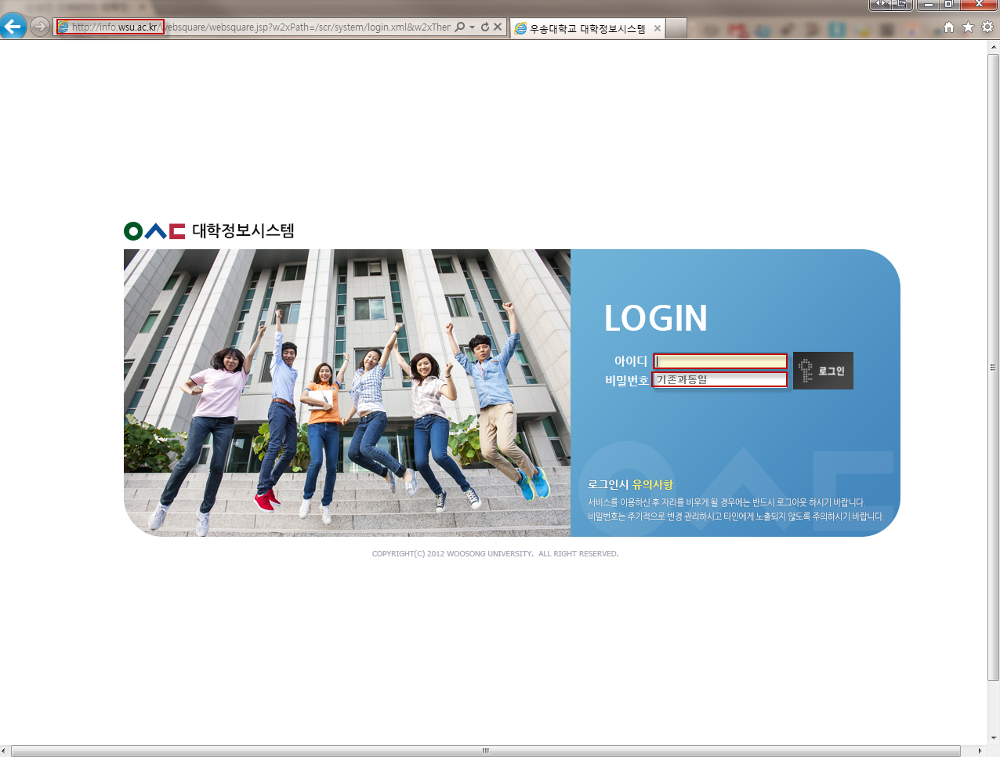 http://info.wsu.ac.kr/websquare/websquare.jsp?w2xPath=/scr/system/login.xml&w2xTher
우송대학교 대학정보시스템
대학정보시스템
LOGIN
아이디
비밀번호 기존과동일
로그인
로그인시 유의사항
서비스를 이용하신 후 자리를 비우게 될 경우에는 반드시 로그아웃 하시기 바랍니다.
비밀번호는 주기적으로 변경 관리하시고 타인에게 노출되지 않도록 주의하시기 바랍니다.
COPYRIGHT(C) 2012 WOOSONG UNIVERSITY. ALL RIGHT RESERVED.